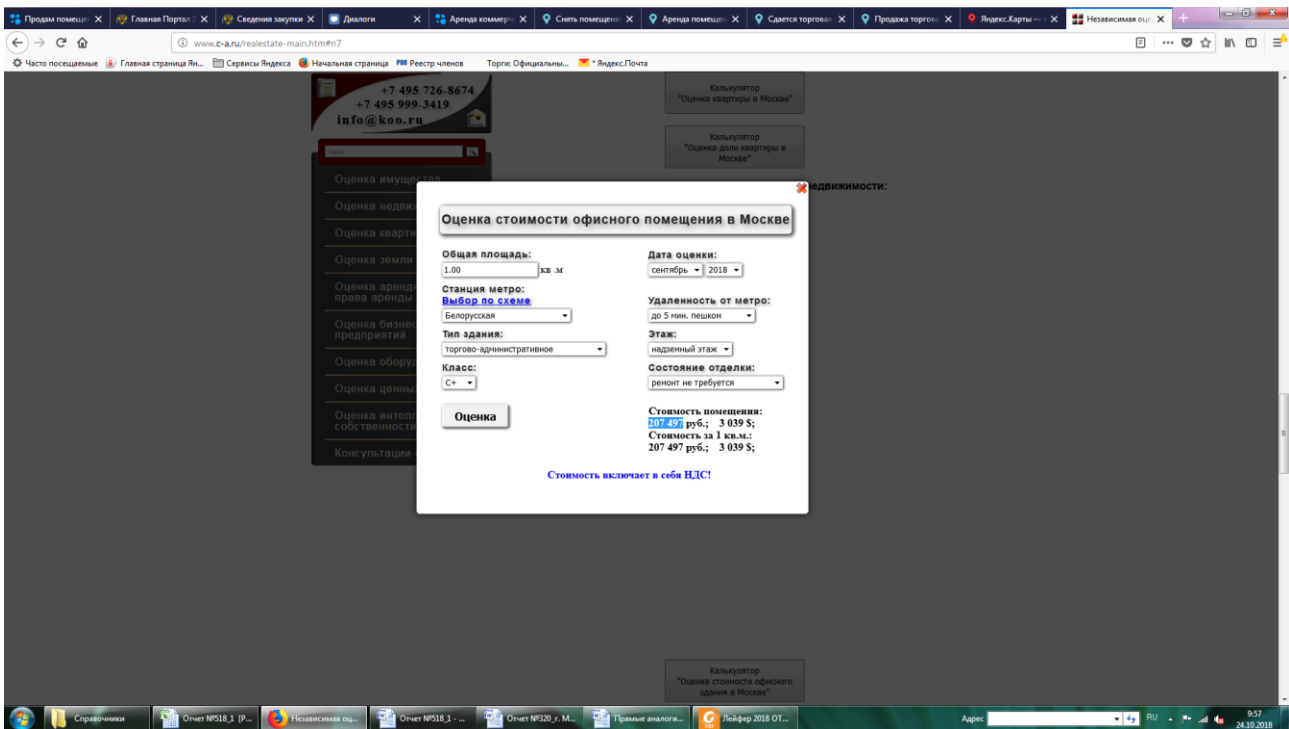 Продам помещен
Главная Портал
Сведения закупки
Диалоги
Аренда коммерч
Снять помещени
Аренда помещен
Сдается торговая
Продажа торгово
Яндекс.Карты —
Независимая оце
www.c-a.ru/realestate-main.htm#n7
Часто посещаемые
Главная страница Ян...
Сервисы Яндекса
Начальная страница
Реестр членов
Торги: Официальны...
* Яндекс.Почта
+7 495 726-8674
+7 495 999-3419
info@koo.ru
Калькулятор
"Оценка квартиры в Москве"
Калькулятор
"Оценка доли квартиры в
Москве"
Оценка имущества
Оценка недвиж
Оценка кварти
Оценка земли
Оценка аренд
права аренды
Оценка бизнес
предприятий
Оценка оборуд
Оценка ценны
Оценка интелл
собственности
Консультации
недвижимости:
Оценка стоимости офисного помещения в Москве
Общая площадь:
1.00 кв .м
Дата оценки:
сентябрь 2018
Станция метро:
Выбор по схеме
Белорусская
Удаленность от метро:
до 5 мин. пешком
Тип здания:
торгово-административное
Этаж:
надземный этаж
Класс:
C+
Состояние отделки:
ремонт не требуется
Оценка
Стоимость помещения:
207 497 руб.; 3 039 $;
Стоимость за 1 кв.м.:
207 497 руб.; 3 039 $;
Стоимость включает в себя НДС!
Калькулятор
"Оценка стоимости офисного
здания в Москве"
Справочники
Отчет №518_1 [Р...
Независимая оц...
Отчет №518_1 - ...
Отчет №320_г. М...
Прямые аналоги...
Лейфер 2018 ОТ...
Адрес
RU
9:57
24.10.2018